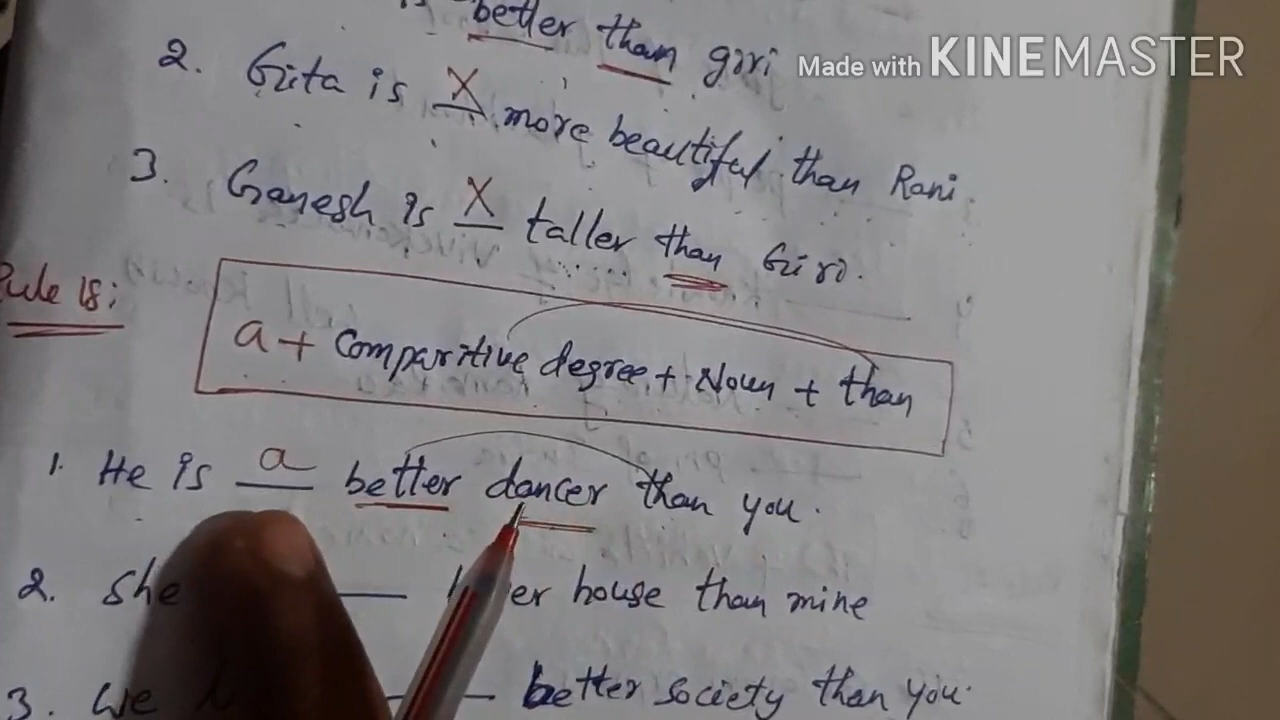 better than giri
Made with KINEMASTER
2. Gita is X more beautiful than Rani.
3. Ganesh is X taller than Giri.
Rule is:
a + Comparitive degree + Noun + than
1. He is a better dancer than you.
2. She house than mine
3. We better society than you.